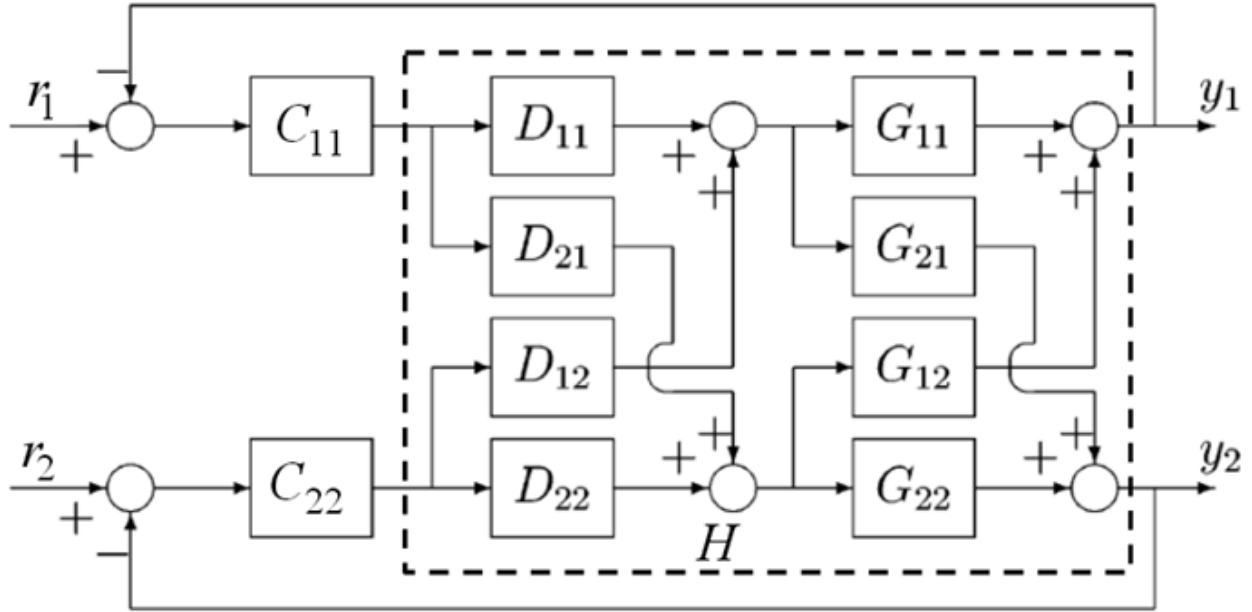 −
r₁ + C₁₁ D₁₁ + + G₁₁ + + y₁
D₂₁ G₂₁
D₁₂ G₁₂
r₂ + C₂₂ D₂₂ + + G₂₂ + + y₂
− H